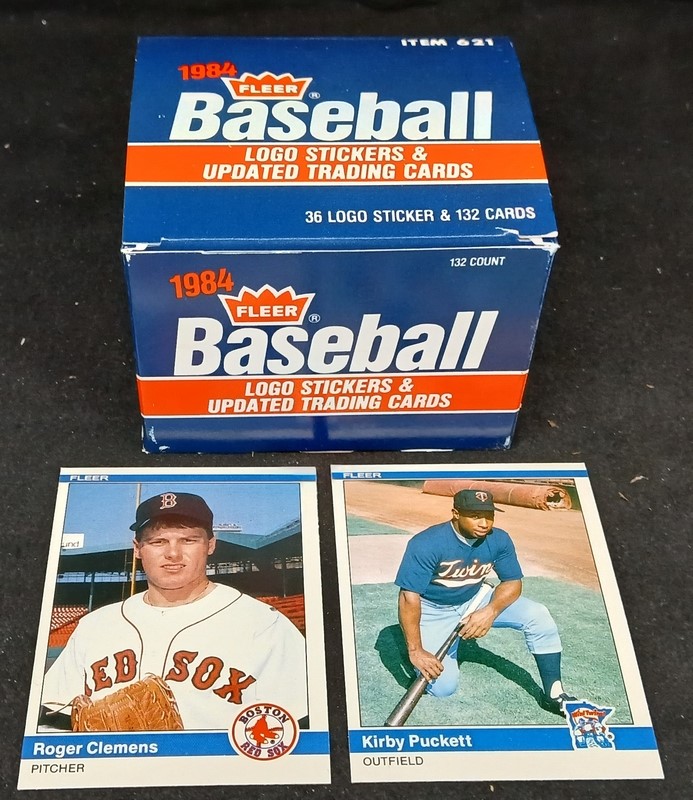 ITEM 621
1984
FLEER®
Baseball
LOGO STICKERS &
UPDATED TRADING CARDS
36 LOGO STICKER & 132 CARDS
132 COUNT
1984
FLEER®
Baseball
LOGO STICKERS &
UPDATED TRADING CARDS
FLEER
B
RED SOX
BOSTON
RED SOX
Roger Clemens
PITCHER
FLEER
Twin
Kirby Puckett
OUTFIELD